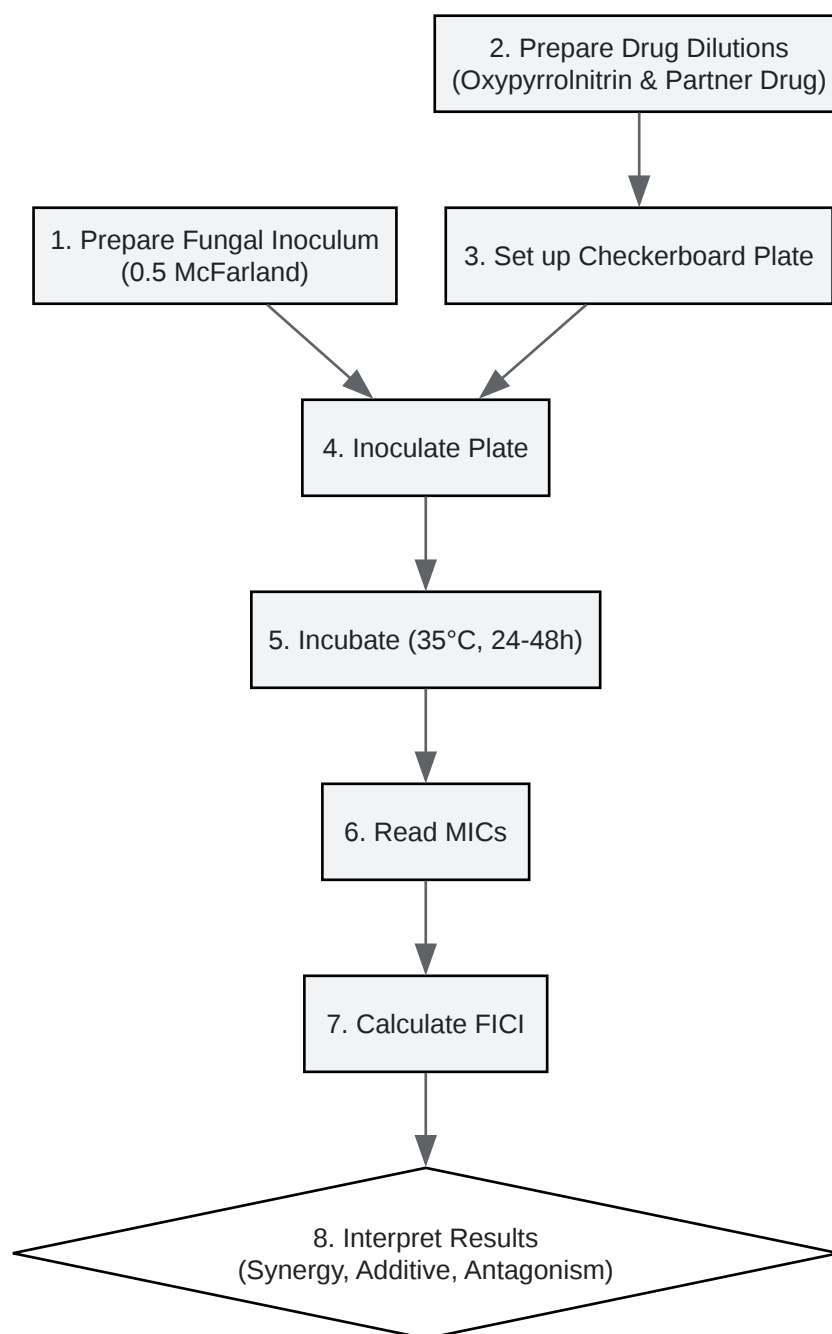 2. Prepare Drug Dilutions
(Oxypyrrolnitrin & Partner Drug)
1. Prepare Fungal Inoculum
(0.5 McFarland)
3. Set up Checkerboard Plate
4. Inoculate Plate
5. Incubate (35°C, 24-48h)
6. Read MICs
7. Calculate FICI
8. Interpret Results
(Synergy, Additive, Antagonism)